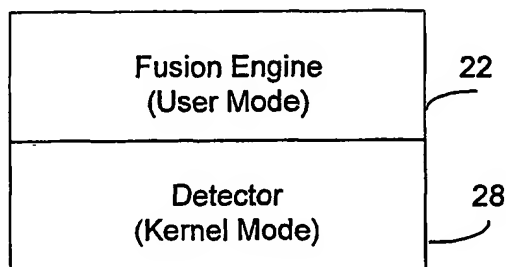 Fusion Engine
(User Mode)
22
Detector
(Kernel Mode)
28